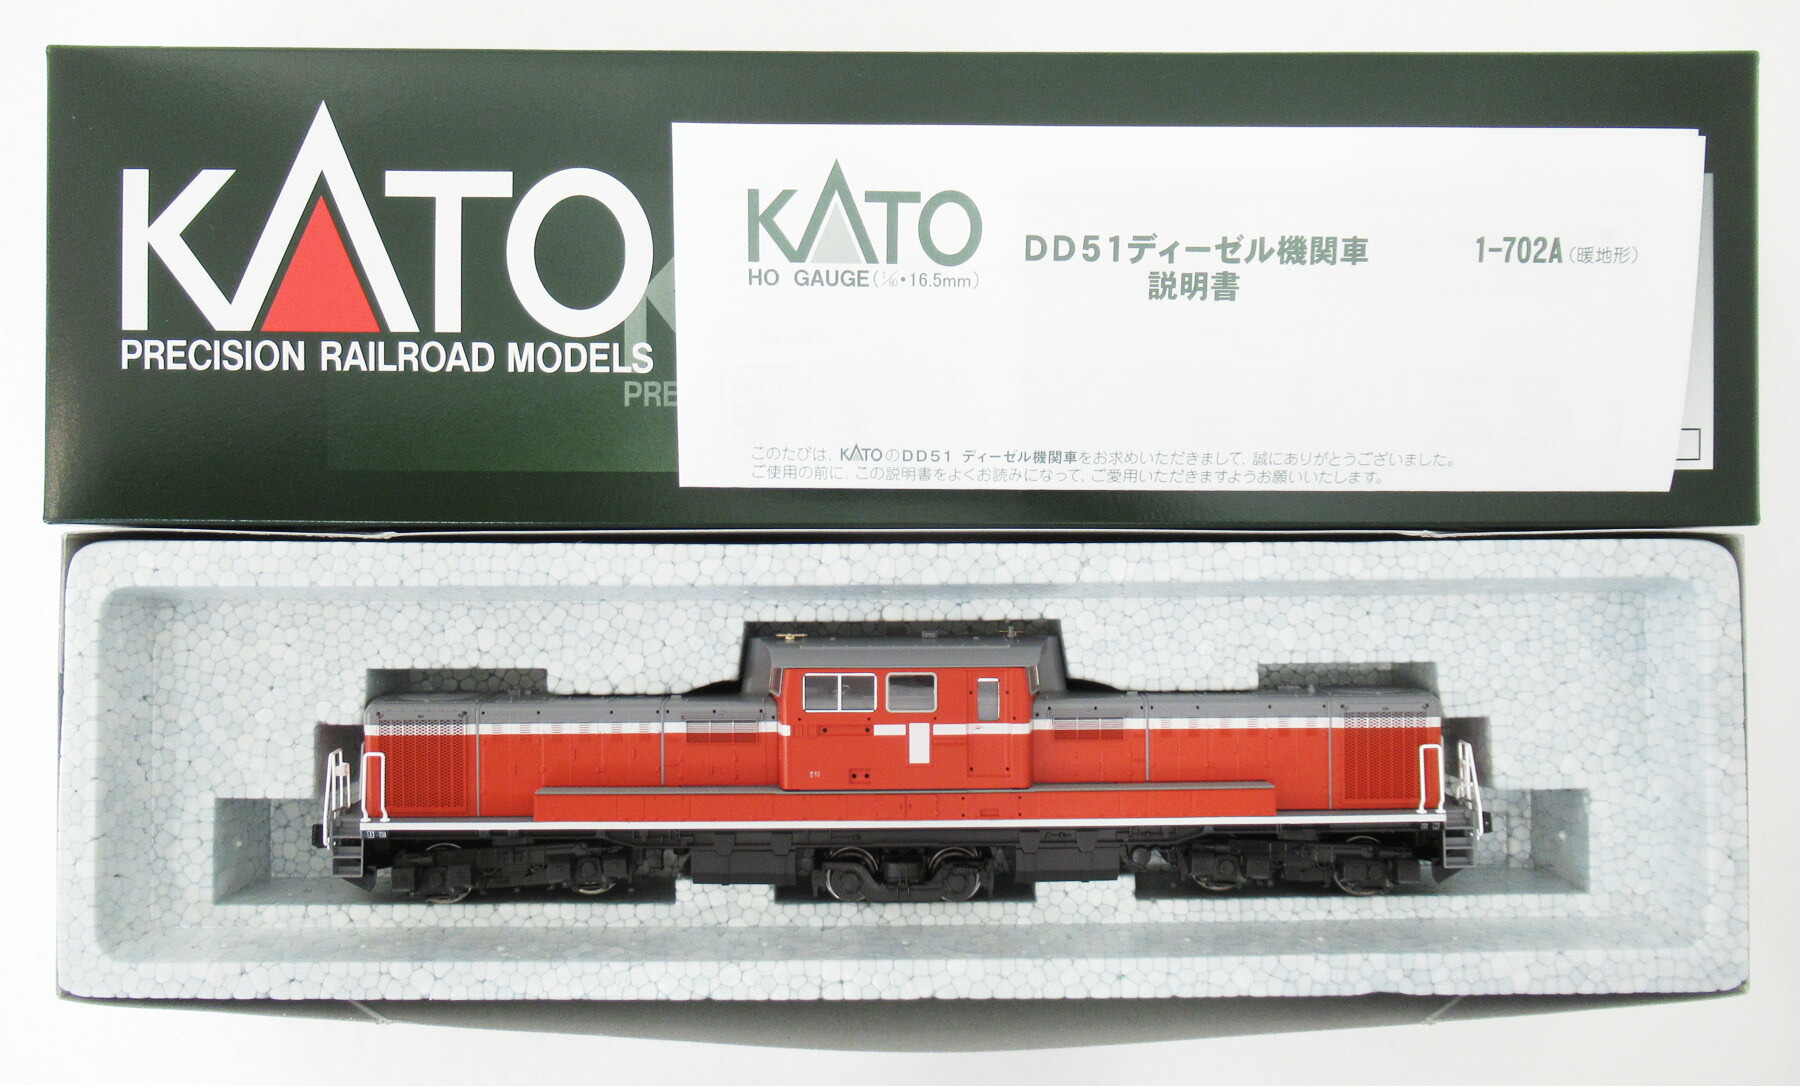 KATO
PRECISION RAILROAD MODELS
PRE
KATO
HO GAUGE(1/80・16.5mm)
DD51ディーゼル機関車
説明書
1-702A(暖地形)
このたびは、KATOのDD51 ディーゼル機関車をお求めいただきまして、誠にありがとうございました。
ご使用の前に、この説明書をよくお読みになって、ご愛用いただきますようお願いいたします。